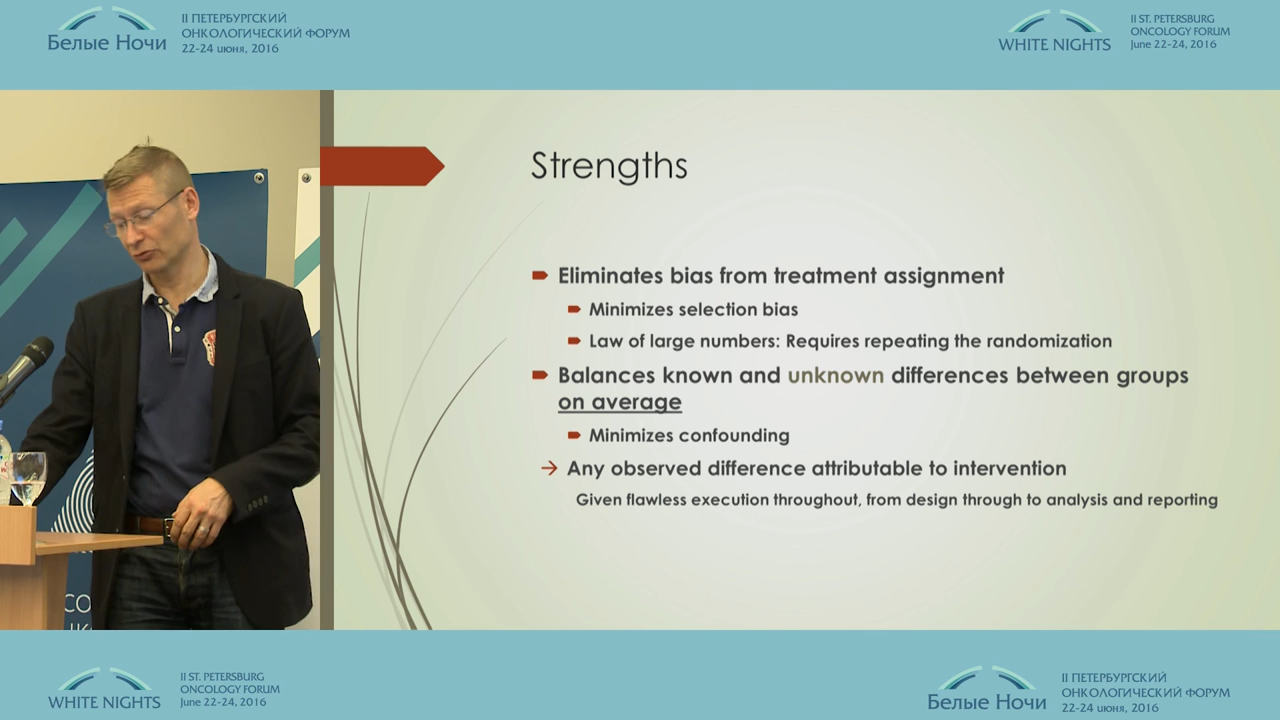 Белые Ночи
II ПЕТЕРБУРГСКИЙ
ОНКОЛОГИЧЕСКИЙ ФОРУМ
22-24 июня, 2016
WHITE NIGHTS
II ST. PETERSBURG
ONCOLOGY FORUM
June 22-24, 2016
Strengths
Eliminates bias from treatment assignment
Minimizes selection bias
Law of large numbers: Requires repeating the randomization
Balances known and unknown differences between groups
on average
Minimizes confounding
→ Any observed difference attributable to intervention
Given flawless execution throughout, from design through to analysis and reporting
WHITE NIGHTS
II ST. PETERSBURG
ONCOLOGY FORUM
June 22-24, 2016
Белые Ночи
II ПЕТЕРБУРГСКИЙ
ОНКОЛОГИЧЕСКИЙ ФОРУМ
22-24 июня, 2016